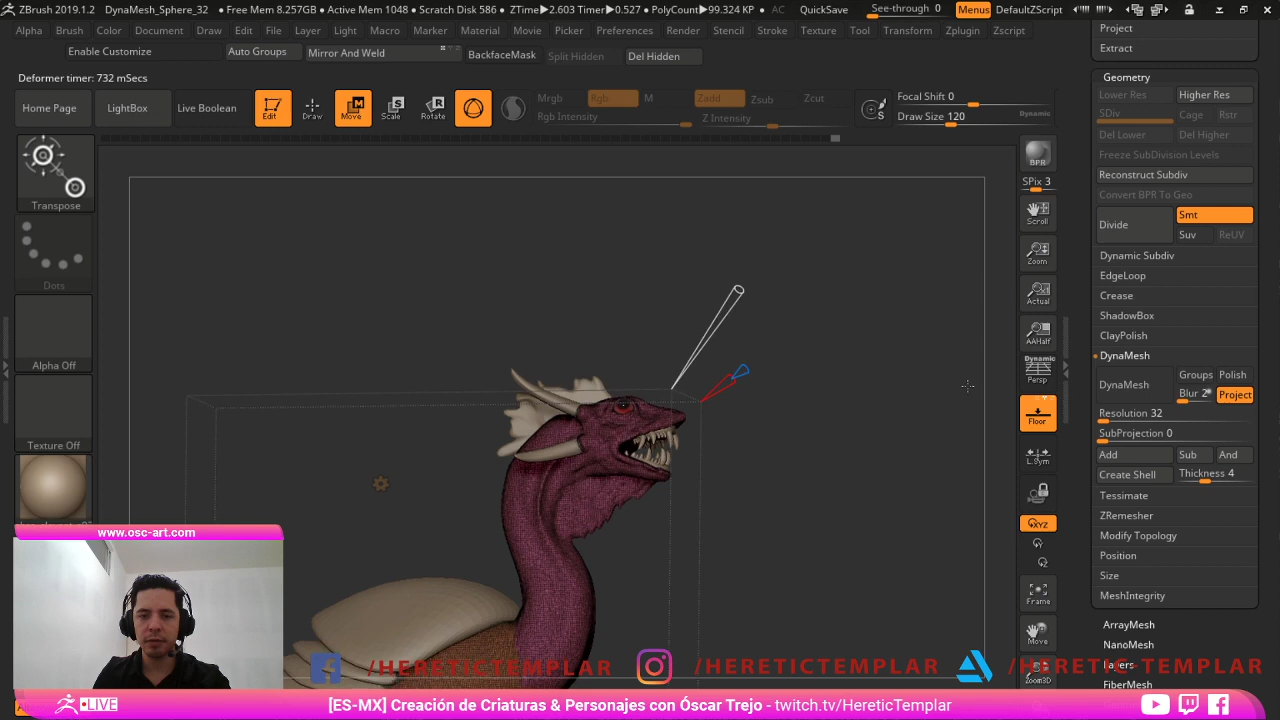 ZBrush 2019.1.2 DynaMesh_Sphere_32 • Free Mem 8.257GB • Active Mem 1048 • Scratch Disk 586 • ZTime▶2.603 Timer▶0.527 • PolyCount▶99.324 KP • AC QuickSave See-through 0 Menus DefaultZScript
Alpha Brush Color Document Draw Edit File Layer Light Macro Marker Material Movie Picker Preferences Render Stencil Stroke Texture Tool Transform Zplugin Zscript
Enable Customize Auto Groups Mirror And Weld BackfaceMask Split Hidden Del Hidden
Deformer timer: 732 mSecs
Home Page LightBox Live Boolean Edit Draw Move Scale Rotate
Mrgb Rgb M Zadd Zsub Zcut
Rgb Intensity Z Intensity
Focal Shift 0
Draw Size 120 Dynamic
Transpose
Dots
Alpha Off
Texture Off
BPR
SPix 3
Scroll
Zoom
Actual
AAHalf
Dynamic
Persp
Floor
L.Sym
XYZ
Frame
Move
Zoom3D
Project
Extract
Geometry
Lower Res Higher Res
SDiv Cage Rstr
Del Lower Del Higher
Freeze SubDivision Levels
Reconstruct Subdiv
Convert BPR To Geo
Divide Smt
Suv ReUV
Dynamic Subdiv
EdgeLoop
Crease
ShadowBox
ClayPolish
DynaMesh
DynaMesh Groups Polish
Blur 2 Project
Resolution 32
SubProjection 0
Add Sub And
Create Shell Thickness 4
Tessimate
ZRemesher
Modify Topology
Position
Size
MeshIntegrity
ArrayMesh
NanoMesh
Layers
FiberMesh
www.osc-art.com
/HERETICTEMPLAR /HERETICTEMPLAR /HERETIC-TEMPLAR
LIVE [ES-MX] Creación de Criaturas & Personajes con Óscar Trejo - twitch.tv/HereticTemplar